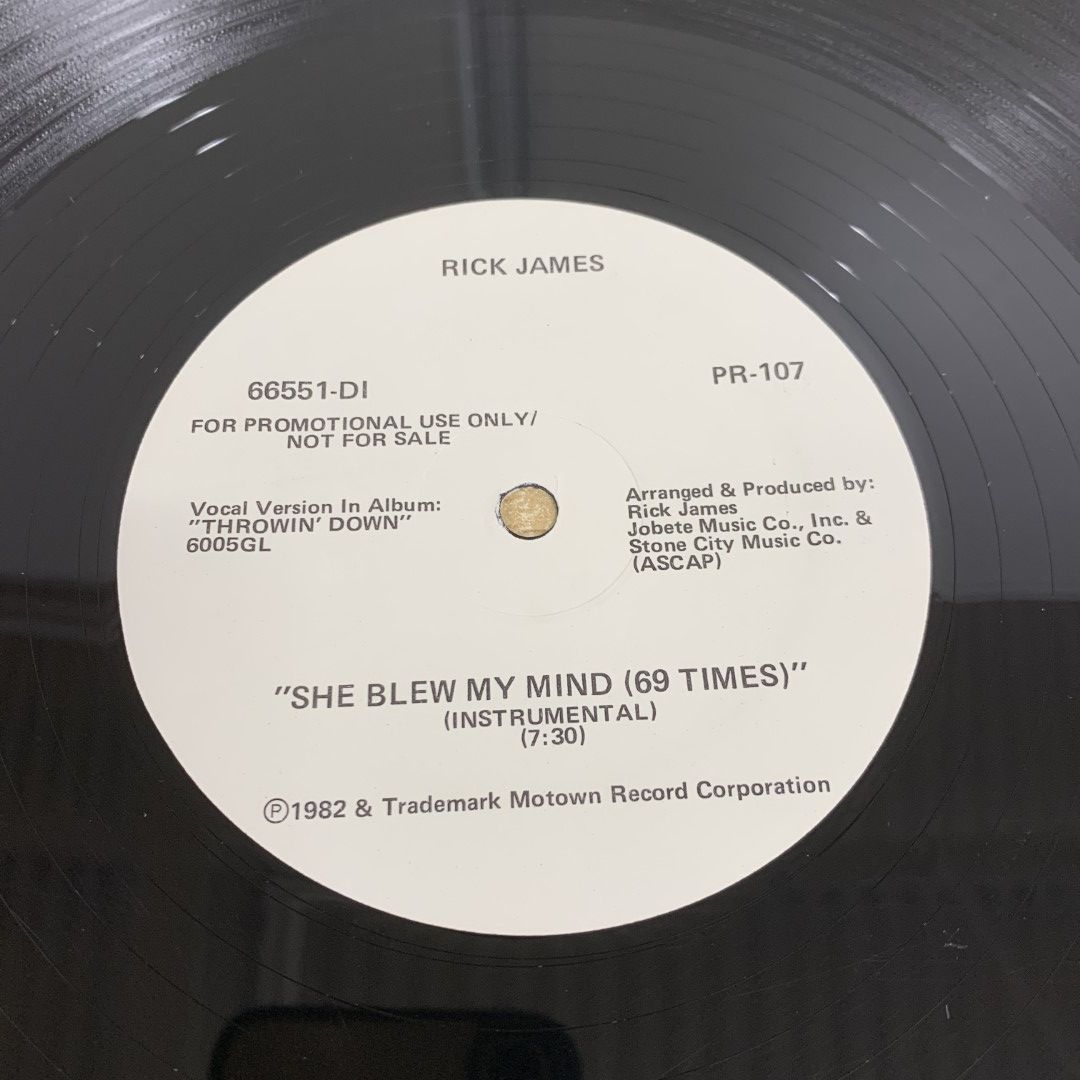 RICK JAMES
66551-DI
PR-107
FOR PROMOTIONAL USE ONLY/
NOT FOR SALE
Vocal Version In Album:
"THROWIN' DOWN"
6005GL
Arranged & Produced by:
Rick James
Jobete Music Co., Inc. &
Stone City Music Co.
(ASCAP)
"SHE BLEW MY MIND (69 TIMES)"
(INSTRUMENTAL)
(7:30)
Ⓟ1982 & Trademark Motown Record Corporation